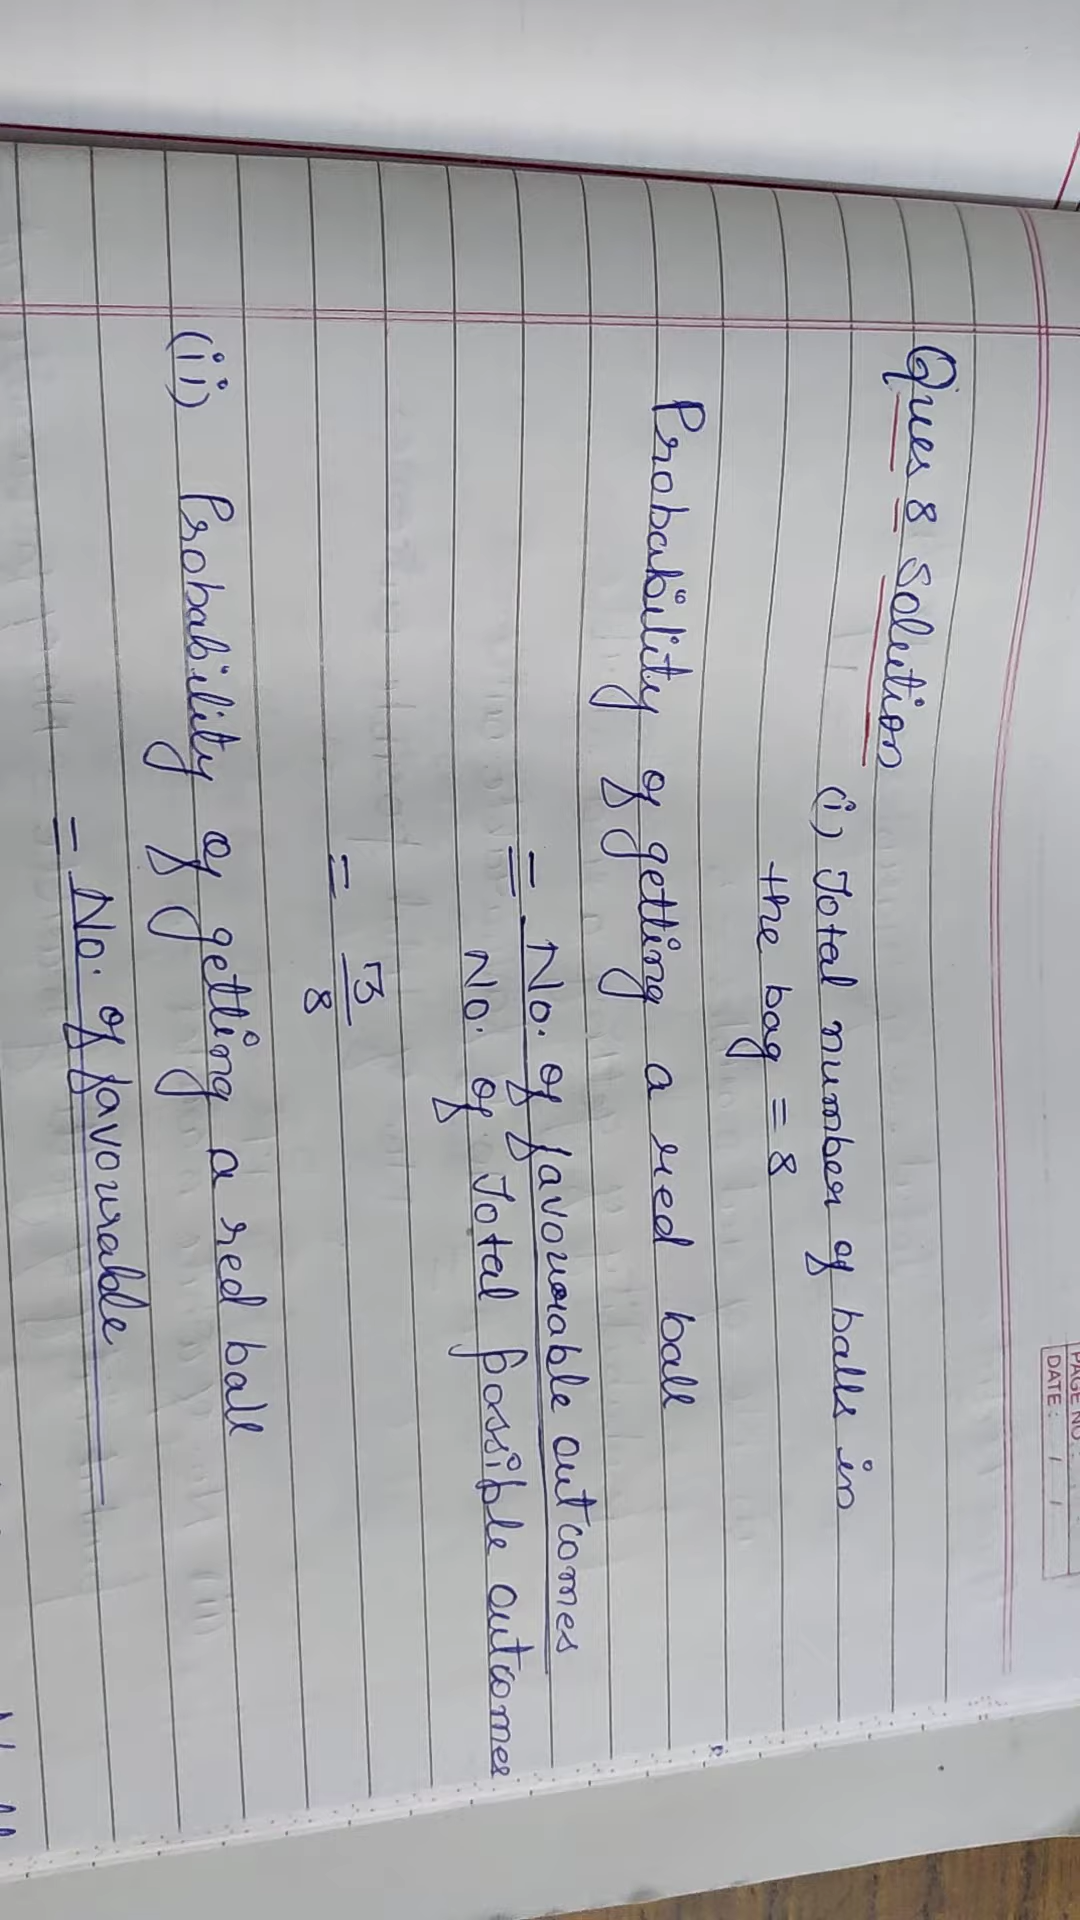 PAGE NO.:
DATE: / /
Ques 8 Solution
(i) Total number of balls in
the bag = 8
Probability of getting a red ball
= No. of favourable outcomes
No. of Total possible outcomes
= 3
8
(ii) Probability of getting a red ball
= No. of favourable